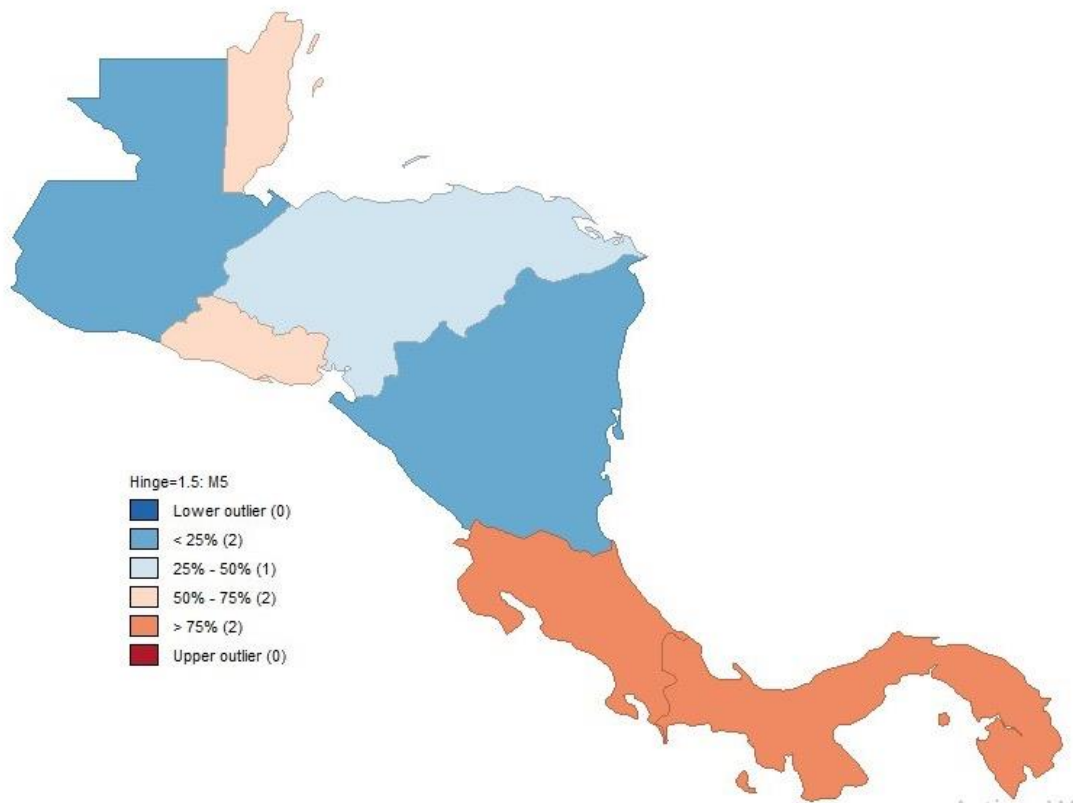 Hinge=1.5: M5
Lower outlier (0)
< 25% (2)
25% - 50% (1)
50% - 75% (2)
> 75% (2)
Upper outlier (0)